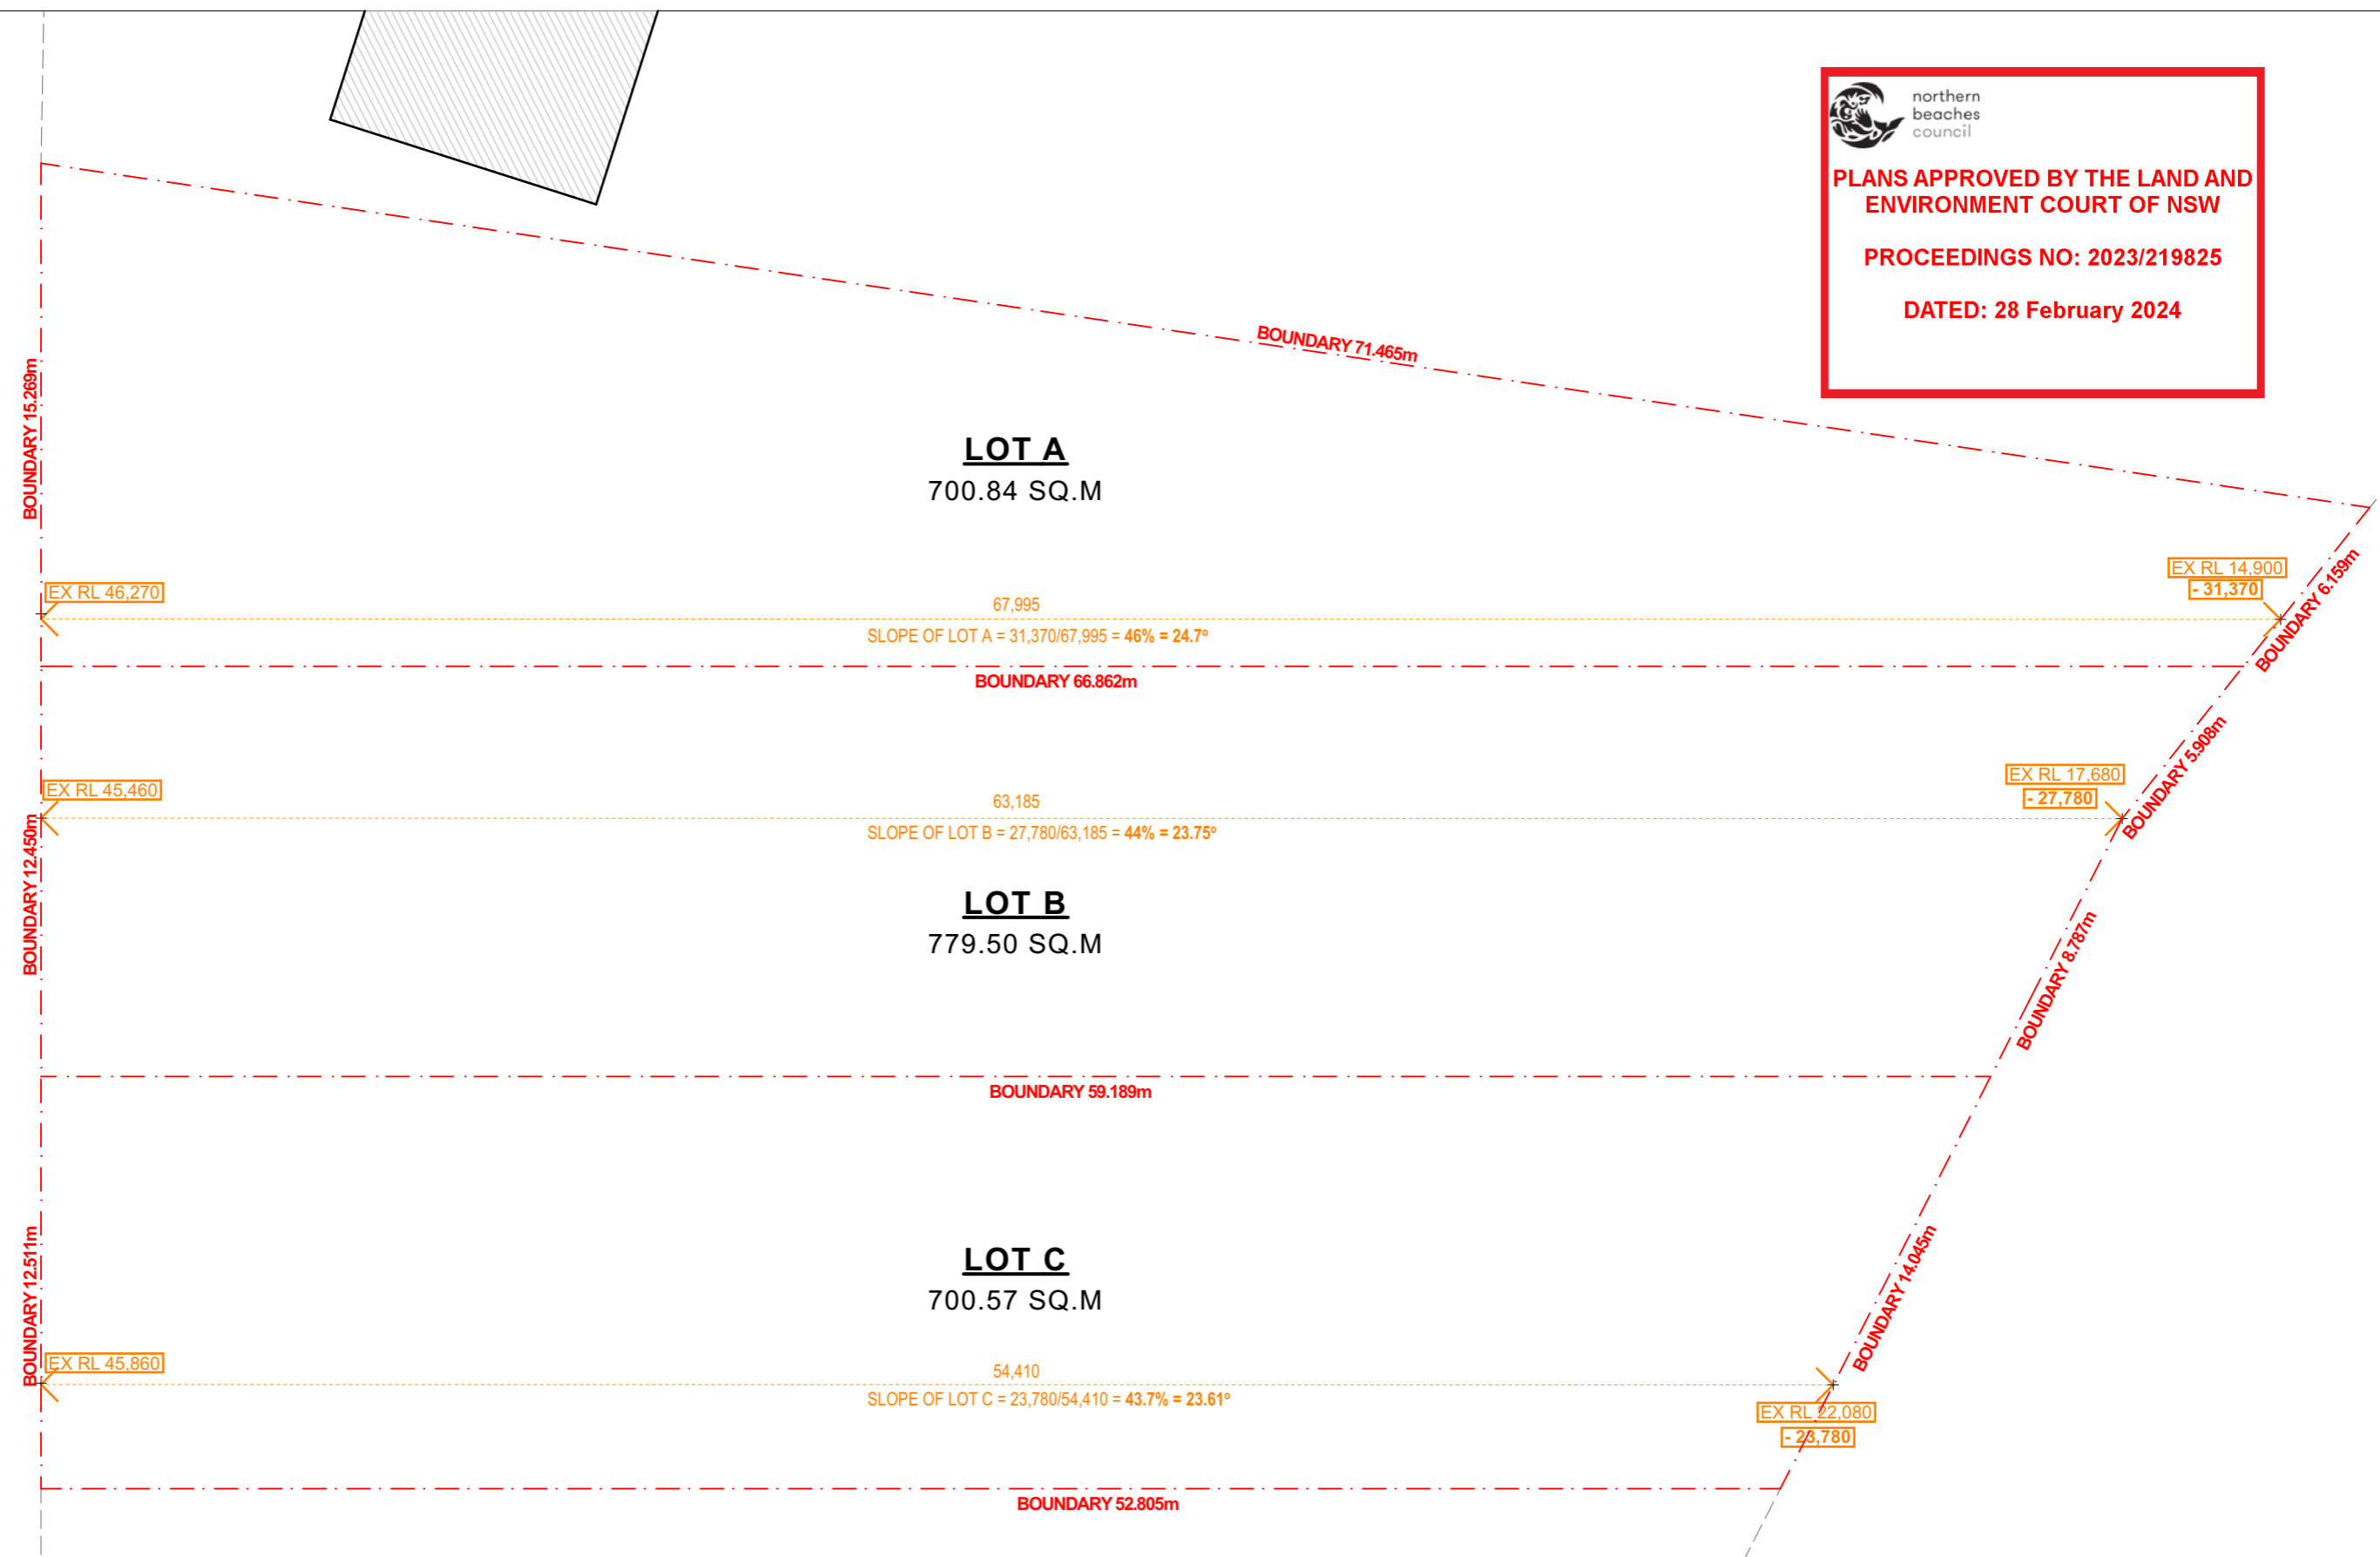 northern
beaches
council
PLANS APPROVED BY THE LAND AND
ENVIRONMENT COURT OF NSW
PROCEEDINGS NO: 2023/219825
DATED: 28 February 2024
BOUNDARY 71.465m
BOUNDARY 15.269m
LOT A
700.84 SQ.M
EX RL 46,270
67,995
EX RL 14,900
- 31,370
BOUNDARY 6.159m
SLOPE OF LOT A = 31,370/67,995 = 46% = 24.7º
BOUNDARY 66.862m
EX RL 45,460
63,185
EX RL 17,680
- 27,780
BOUNDARY 5.908m
SLOPE OF LOT B = 27,780/63,185 = 44% = 23.75º
BOUNDARY 12.450m
LOT B
779.50 SQ.M
BOUNDARY 8.787m
BOUNDARY 59.189m
LOT C
700.57 SQ.M
BOUNDARY 12.511m
BOUNDARY 14.045m
EX RL 45,860
54,410
SLOPE OF LOT C = 23,780/54,410 = 43.7% = 23.61º
EX RL 22,080
- 23,780
BOUNDARY 52.805m